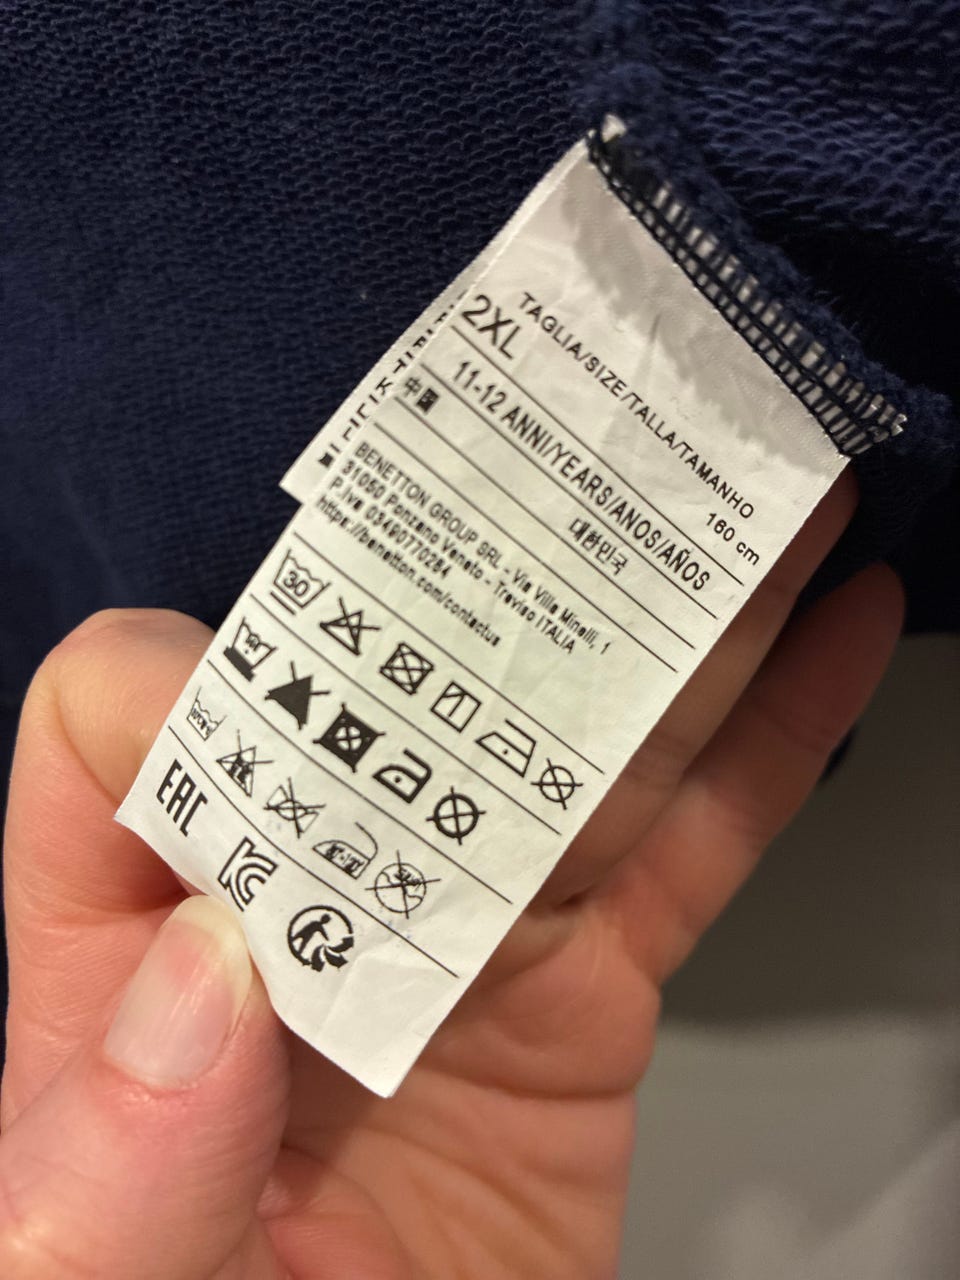 TAGLIA/SIZE/TALLA/TAMANHO
2XL 160 cm
11-12 ANNI/YEARS/ANOS/AÑOS
中国 대한민국
BENETTON GROUP SRL - Via Villa Minelli, 1
31050 Ponzano Veneto - Treviso ITALIA
P.Iva 03490770264
https://benetton.com/contactus
30
EAC